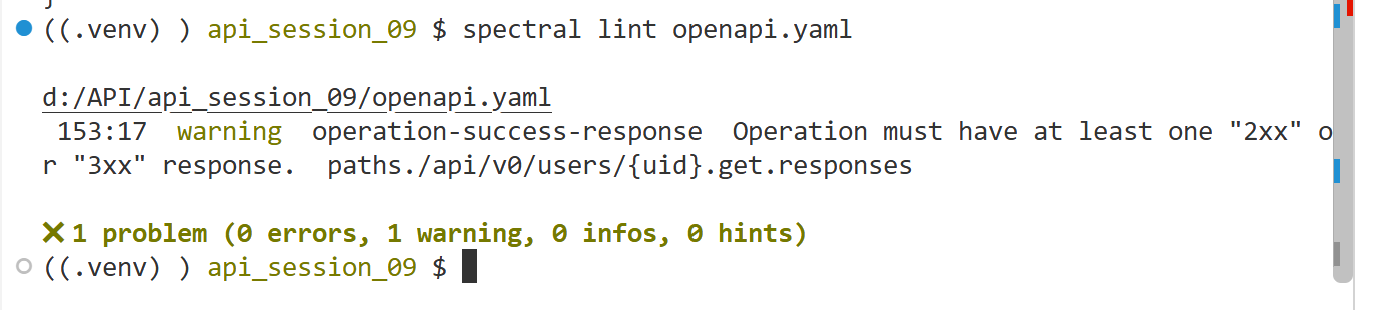 ((.venv) ) api_session_09 $ spectral lint openapi.yaml
d:/API/api_session_09/openapi.yaml
153:17  warning  operation-success-response  Operation must have at least one "2xx" o
r "3xx" response.  paths./api/v0/users/{uid}.get.responses
✖ 1 problem (0 errors, 1 warning, 0 infos, 0 hints)
((.venv) ) api_session_09 $